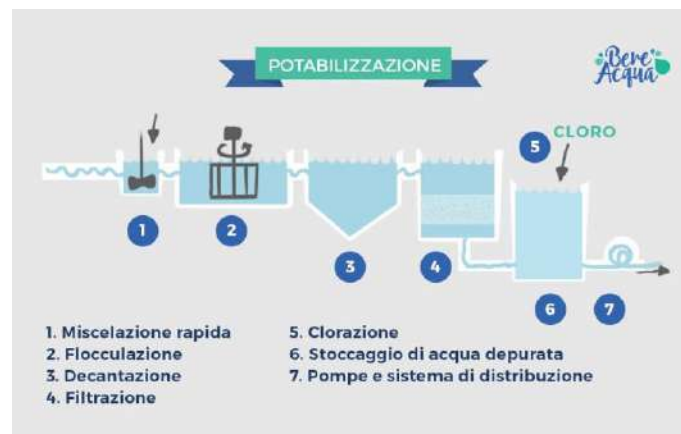 POTABILIZZAZIONE
Bere
Acqua
5 CLORO
1
2
3
4
6
7
1. Miscelazione rapida
2. Flocculazione
3. Decantazione
4. Filtrazione
5. Clorazione
6. Stoccaggio di acqua depurata
7. Pompe e sistema di distribuzione